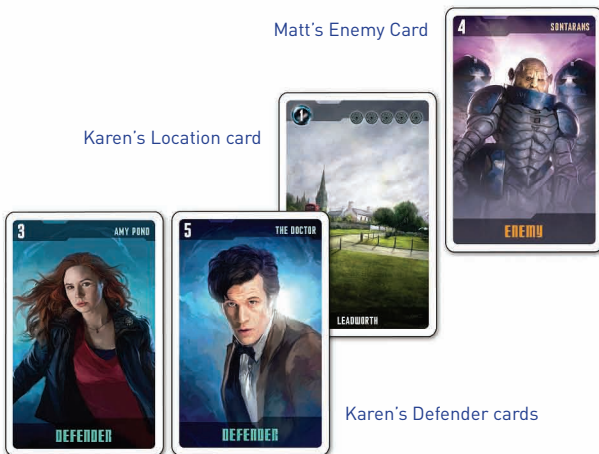 Matt's Enemy Card
4 SONTARANS
ENEMY
Karen's Location card
LEADWORTH
3 AMY POND
DEFENDER
5 THE DOCTOR
DEFENDER
Karen's Defender cards